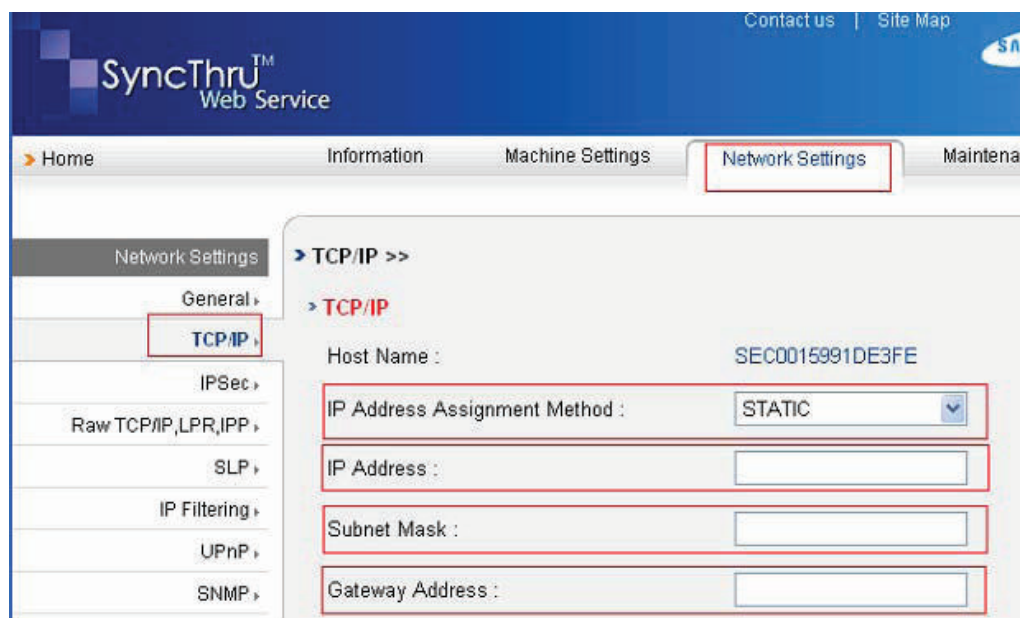 Contact us | Site Map
SyncThru™
Web Service
Home
Information
Machine Settings
Network Settings
Network Settings
General
TCP/IP
IPSec
Raw TCP/IP,LPR,IPP
SLP
IP Filtering
UPnP
SNMP
TCP/IP >>
TCP/IP
Host Name :
SEC0015991DE3FE
IP Address Assignment Method :
STATIC
IP Address :
Subnet Mask :
Gateway Address :